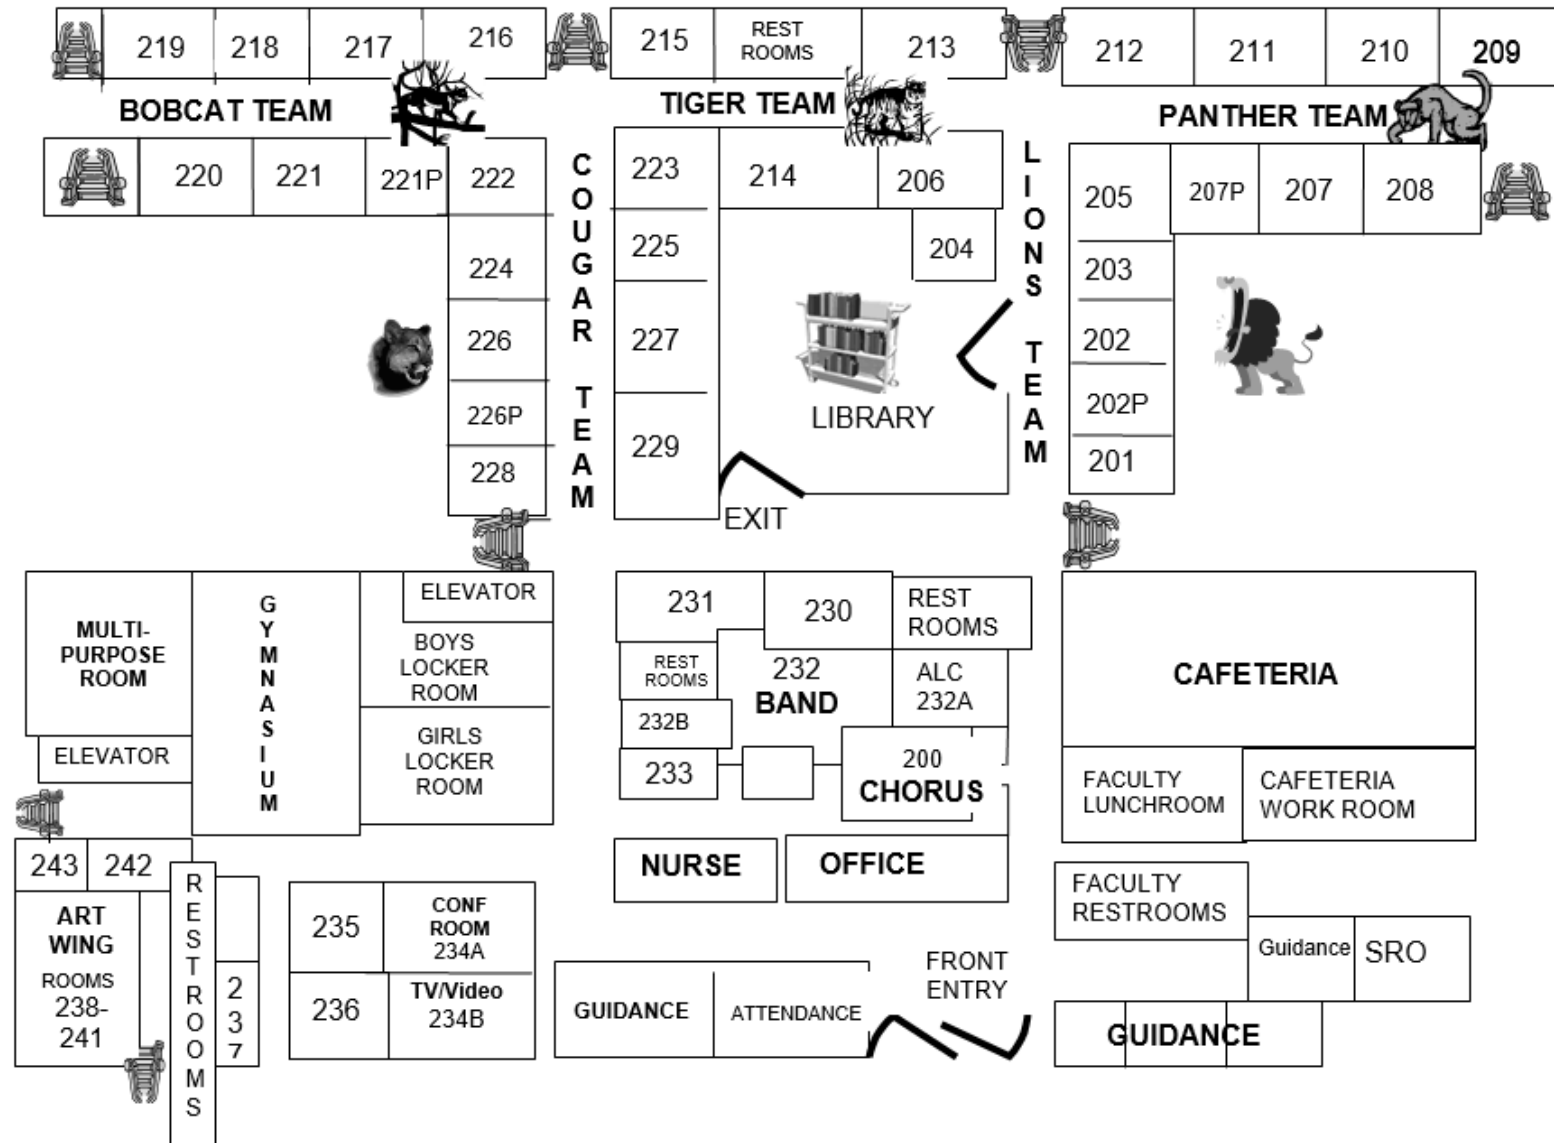 219
218
217
216
215
REST
ROOMS
213
212
211
210
209
BOBCAT TEAM
TIGER TEAM
PANTHER TEAM
220
221
221P
222
224
226
226P
228
COUGAR TEAM
223
214
206
225
204
227
229
LIBRARY
EXIT
LIONS TEAM
205
207P
207
208
203
202
202P
201
MULTI-
PURPOSE
ROOM
ELEVATOR
GYMNASIUM
ELEVATOR
BOYS
LOCKER
ROOM
GIRLS
LOCKER
ROOM
231
230
REST
ROOMS
REST
ROOMS
232
BAND
ALC
232A
232B
233
200
CHORUS
NURSE
OFFICE
CAFETERIA
FACULTY
LUNCHROOM
CAFETERIA
WORK ROOM
243
242
ART
WING
ROOMS
238-
241
RESTROOMS
237
235
CONF
ROOM
234A
236
TV/Video
234B
GUIDANCE
ATTENDANCE
FRONT
ENTRY
FACULTY
RESTROOMS
Guidance
SRO
GUIDANCE